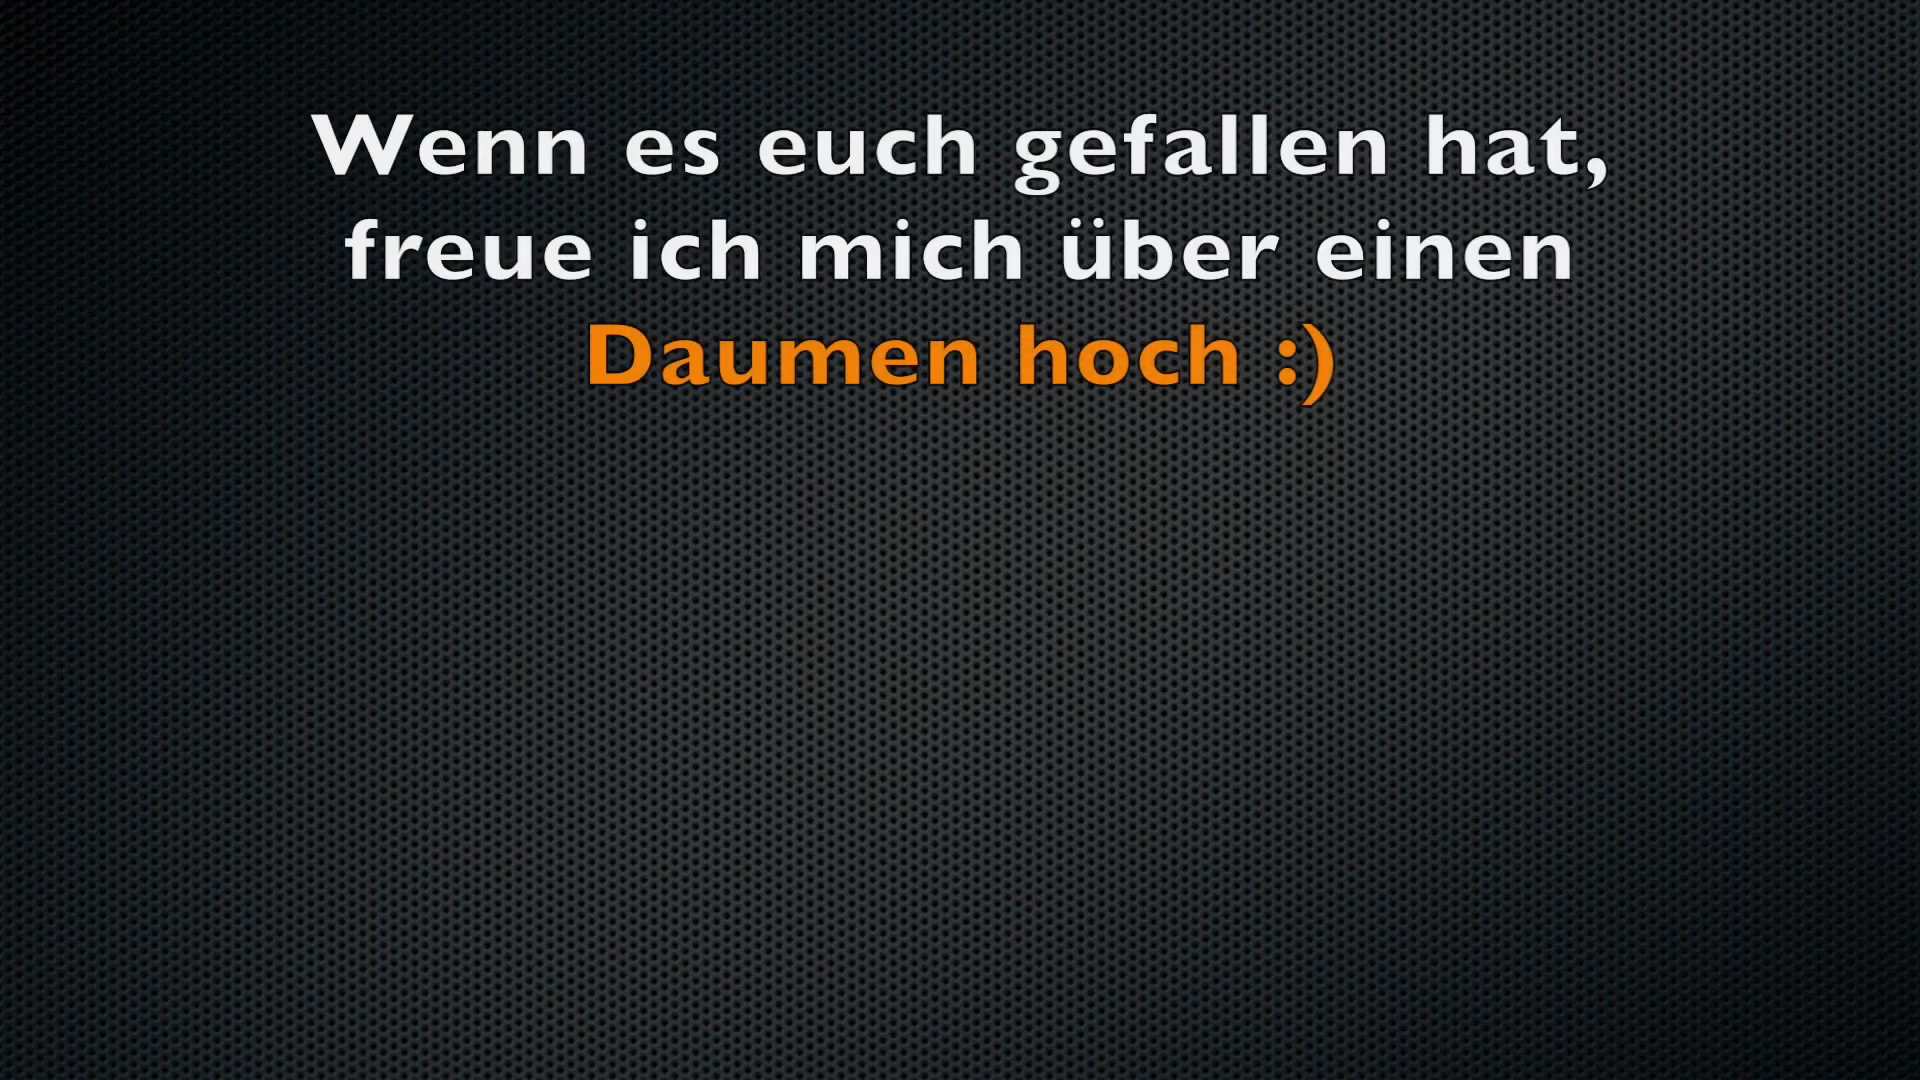 Wenn es euch gefallen hat,
freue ich mich über einen
Daumen hoch :)